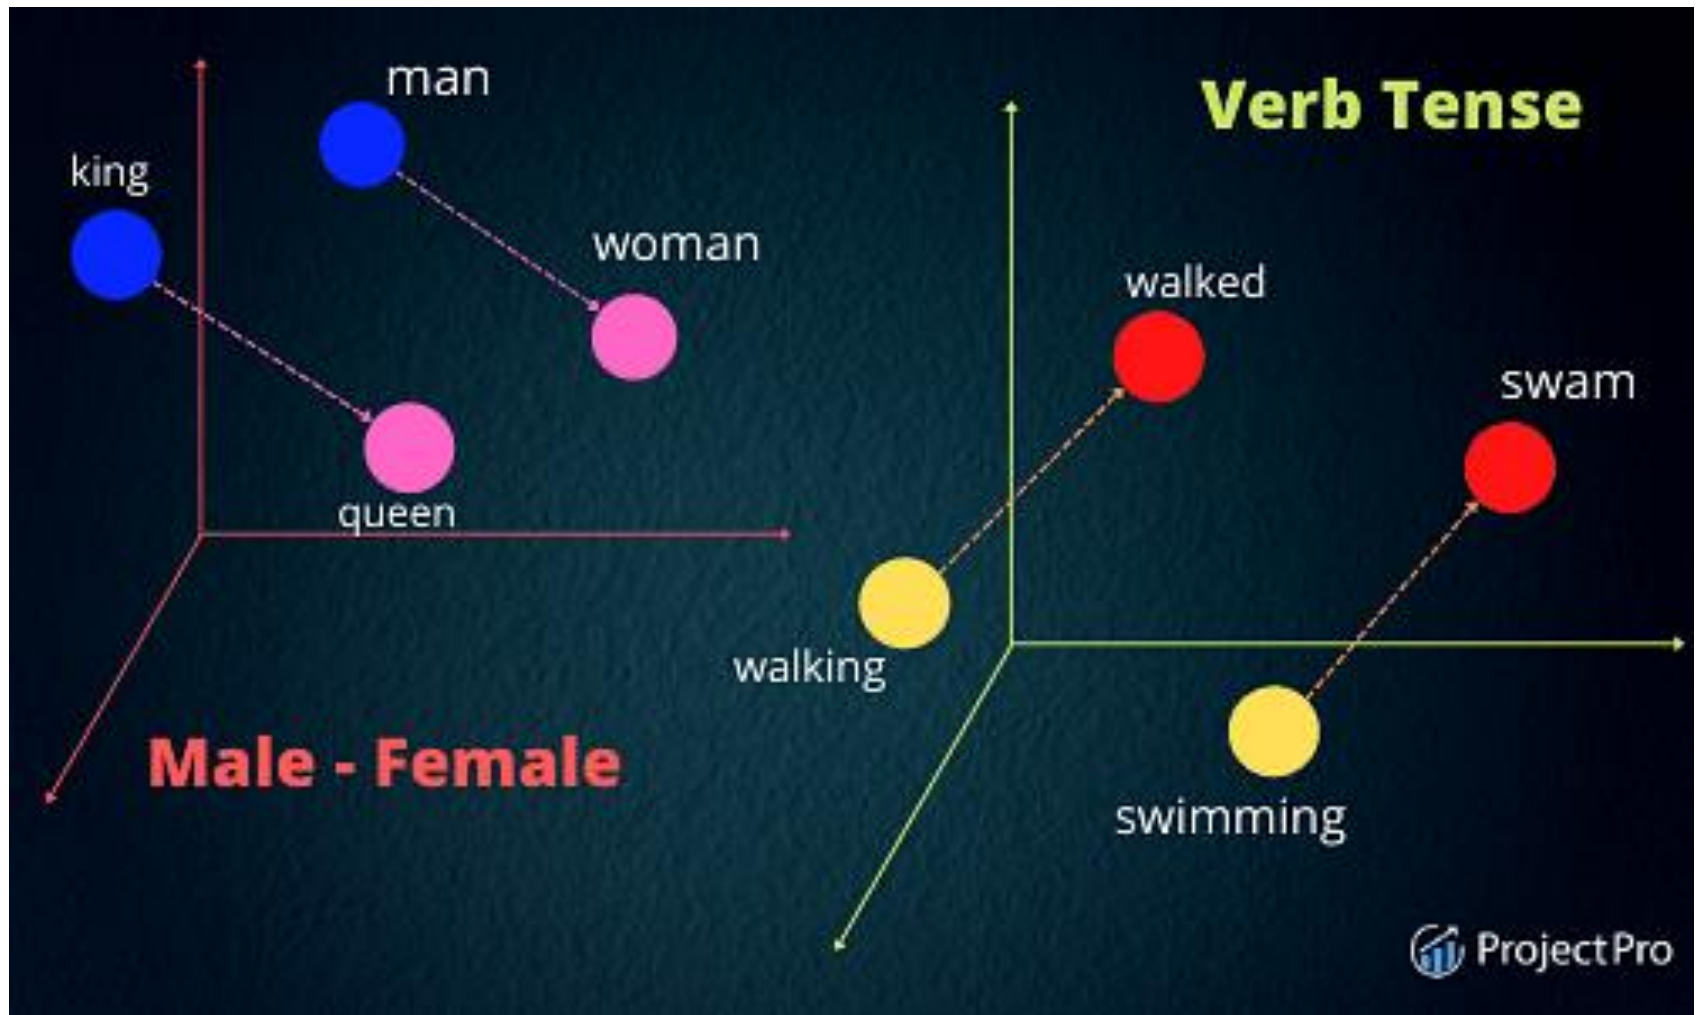 man
king
woman
queen
Male - Female
Verb Tense
walked
swam
walking
swimming
ProjectPro